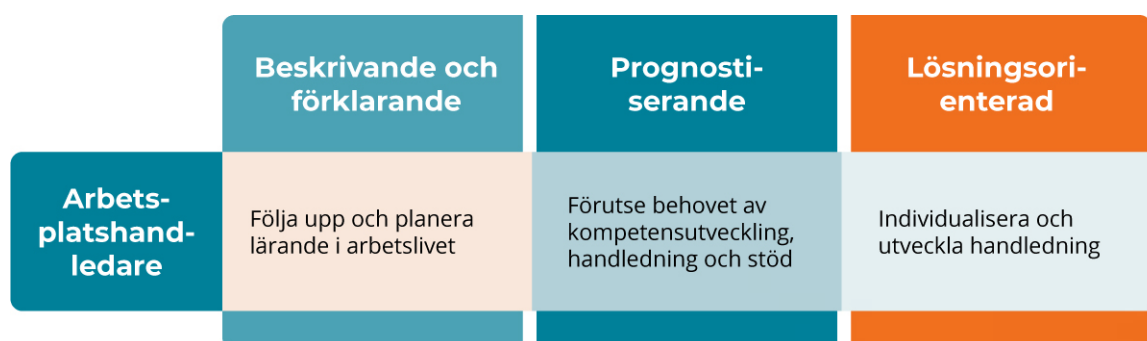 Beskrivande och
förklarande
Prognosti-
serande
Lösningsori-
enterad
Arbets-
platshand-
ledare
Följa upp och planera
lärande i arbetslivet
Förutse behovet av
kompetensutveckling,
handledning och stöd
Individualisera och
utveckla handledning